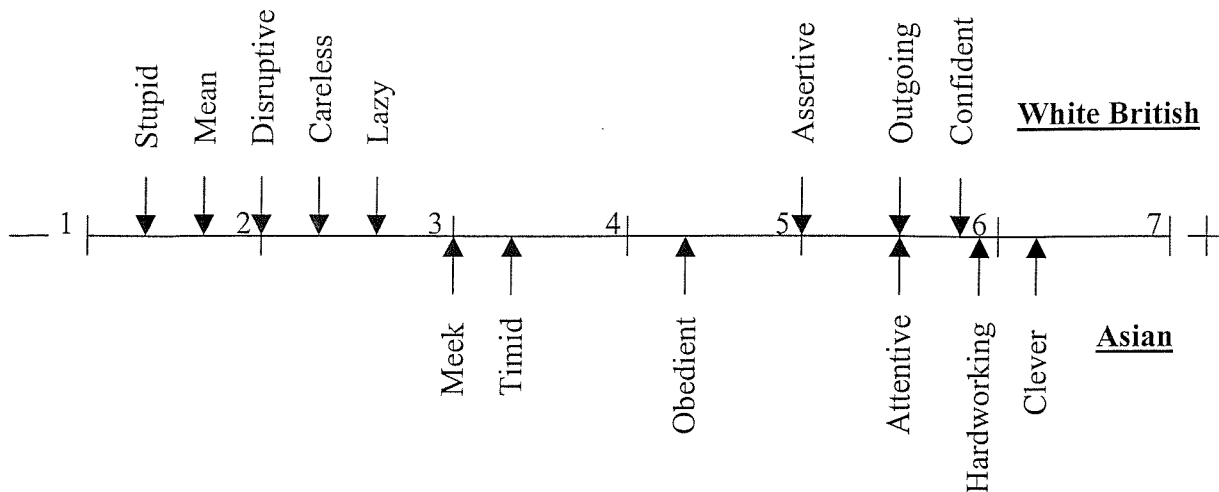 Stupid
Mean
Disruptive
Careless
Lazy
Assertive
Outgoing
Confident
White British
1 2 3 4 5 6 7
Meek
Timid
Obedient
Attentive
Hardworking
Clever
Asian